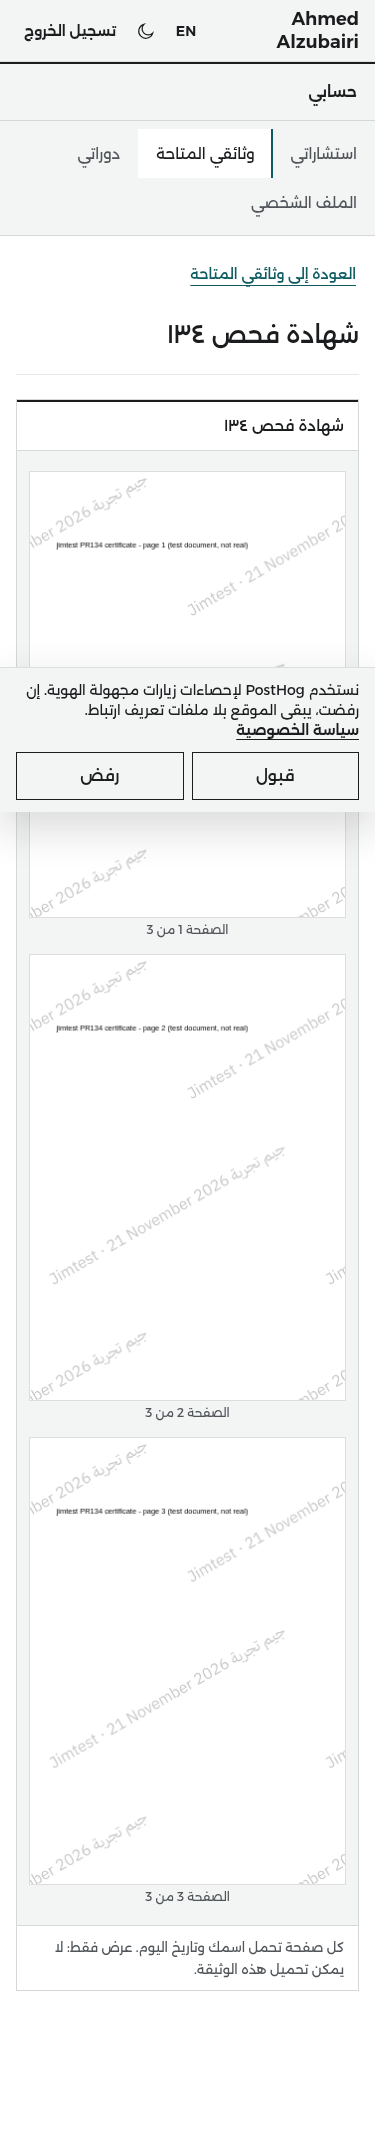 Ahmed
Alzubairi
EN
تسجيل الخروج
حسابي
استشاراتي
وثائقي المتاحة
دوراتي
الملف الشخصي
العودة إلى وثائقي المتاحة
شهادة فحص ١٣٤
شهادة فحص ١٣٤
جيم تجربة
Jimtest PR134 certificate - page 1 (test document, not real)
Jimtest · 21 November
نستخدم PostHog لإحصاءات زيارات مجهولة الهوية. إن
رفضت، يبقى الموقع بلا ملفات تعريف ارتباط.
سياسة الخصوصية
قبول
رفض
جيم تجربة 2026
الصفحة 1 من 3
جيم تجربة 2026
Jimtest PR134 certificate - page 2 (test document, not real)
Jimtest · 21 November
Jimtest · 21 November 2026 جيم تجربة
جيم تجربة 2026
الصفحة 2 من 3
جيم تجربة 2026
Jimtest PR134 certificate - page 3 (test document, not real)
Jimtest · 21 November
Jimtest · 21 November 2026 جيم تجربة
جيم تجربة 2026
الصفحة 3 من 3
كل صفحة تحمل اسمك وتاريخ اليوم. عرض فقط: لا
يمكن تحميل هذه الوثيقة.